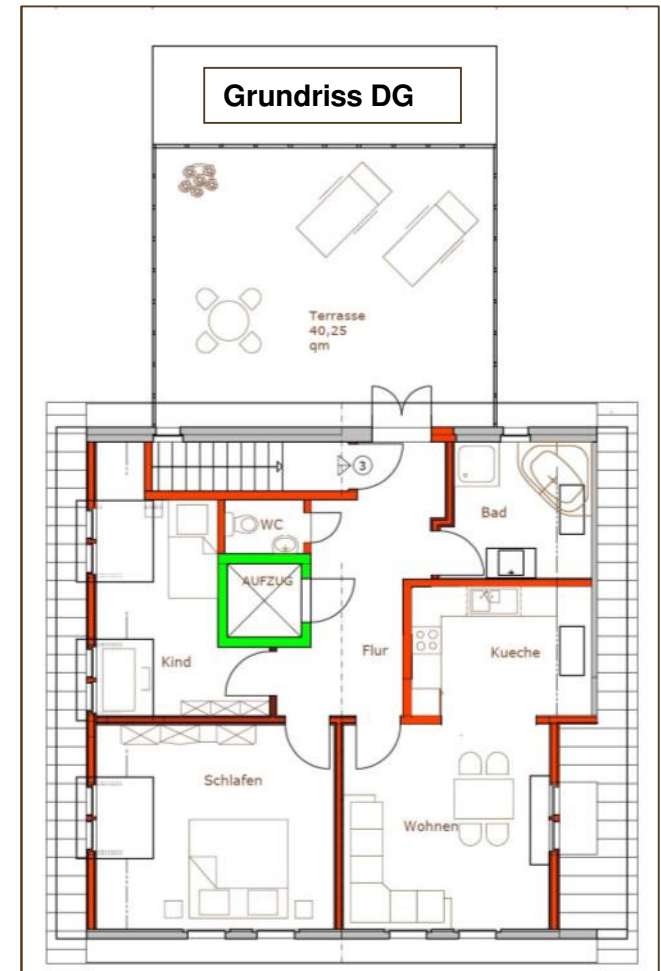 Grundriss DG
Terrasse
40,25
qm
3
WC
Bad
AUFZUG
Kind
Flur
Kueche
Schlafen
Wohnen